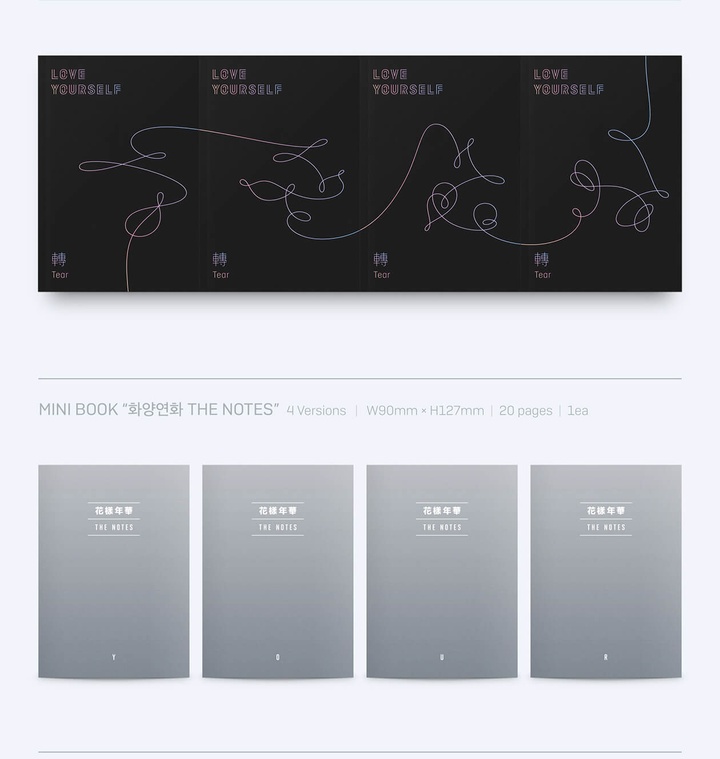 LOVE
YOURSELF
LOVE
YOURSELF
LOVE
YOURSELF
LOVE
YOURSELF
轉
Tear
轉
Tear
轉
Tear
轉
Tear
MINI BOOK “화양연화 THE NOTES” 4 Versions | W90mm × H127mm | 20 pages | 1ea
花樣年華
THE NOTES
花樣年華
THE NOTES
花樣年華
THE NOTES
花樣年華
THE NOTES
Y
O
U
R